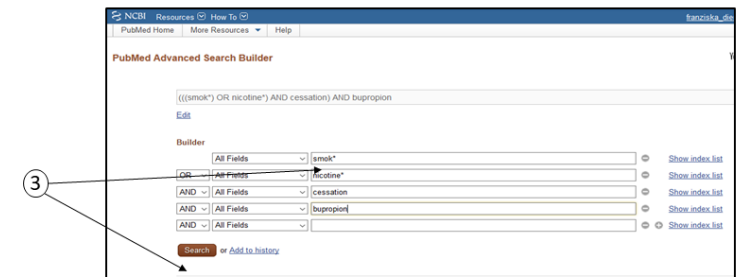 NCBI Resources How To franziska_die
PubMed Home More Resources Help
PubMed Advanced Search Builder
(((smok*) OR nicotine*) AND cessation) AND bupropion
Edit
Builder
All Fields smok* Show index list
OR All Fields nicotine* Show index list
3
AND All Fields cessation Show index list
AND All Fields bupropion Show index list
AND All Fields Show index list
Search or Add to history